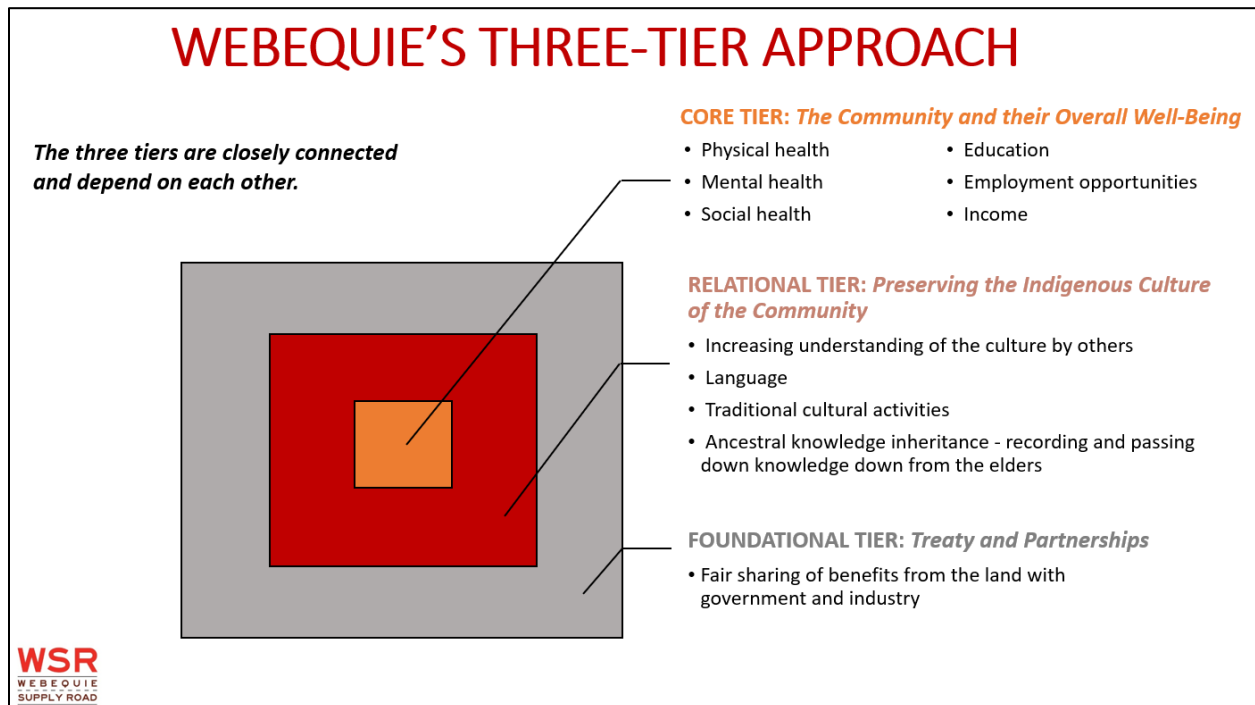 WEBEQUIE'S THREE-TIER APPROACH
The three tiers are closely connected
and depend on each other.
CORE TIER: The Community and their Overall Well-Being
• Physical health
• Mental health
• Social health
• Education
• Employment opportunities
• Income
RELATIONAL TIER: Preserving the Indigenous Culture
of the Community
• Increasing understanding of the culture by others
• Language
• Traditional cultural activities
• Ancestral knowledge inheritance - recording and passing
down knowledge down from the elders
FOUNDATIONAL TIER: Treaty and Partnerships
• Fair sharing of benefits from the land with
government and industry
WSR
WEBEQUIE
SUPPLY ROAD